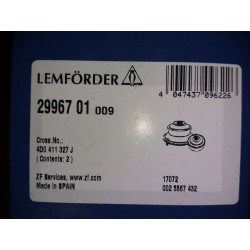 LEMFÖRDER
4 047437 096226
29967 01 009
Cross.No.:
4D0 411 327 J
( Contents: 2 )
ZF Services, www.zf.com
Made in SPAIN
17072
002 5567 432